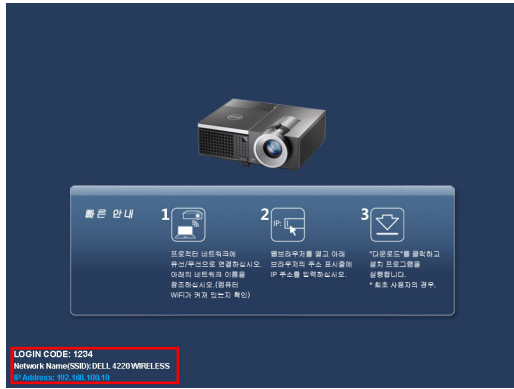 DELL
빠른 안내
1
프로젝터 네트워크에
유선/무선으로 연결하십시오.
아래의 네트워크 이름을
참조하십시오.(컴퓨터
WiFi가 켜져 있는지 확인)
2
IP:
웹브라우저를 열고 아래
브라우저의 주소 표시줄에
IP 주소를 입력하십시오.
3
"다운로드"를 클릭하고
설치 프로그램을
실행합니다.
* 최초 사용자의 경우.
LOGIN CODE: 1234
Network Name(SSID): DELL 4220 WIRELESS
IP Address: 192.168.100.10